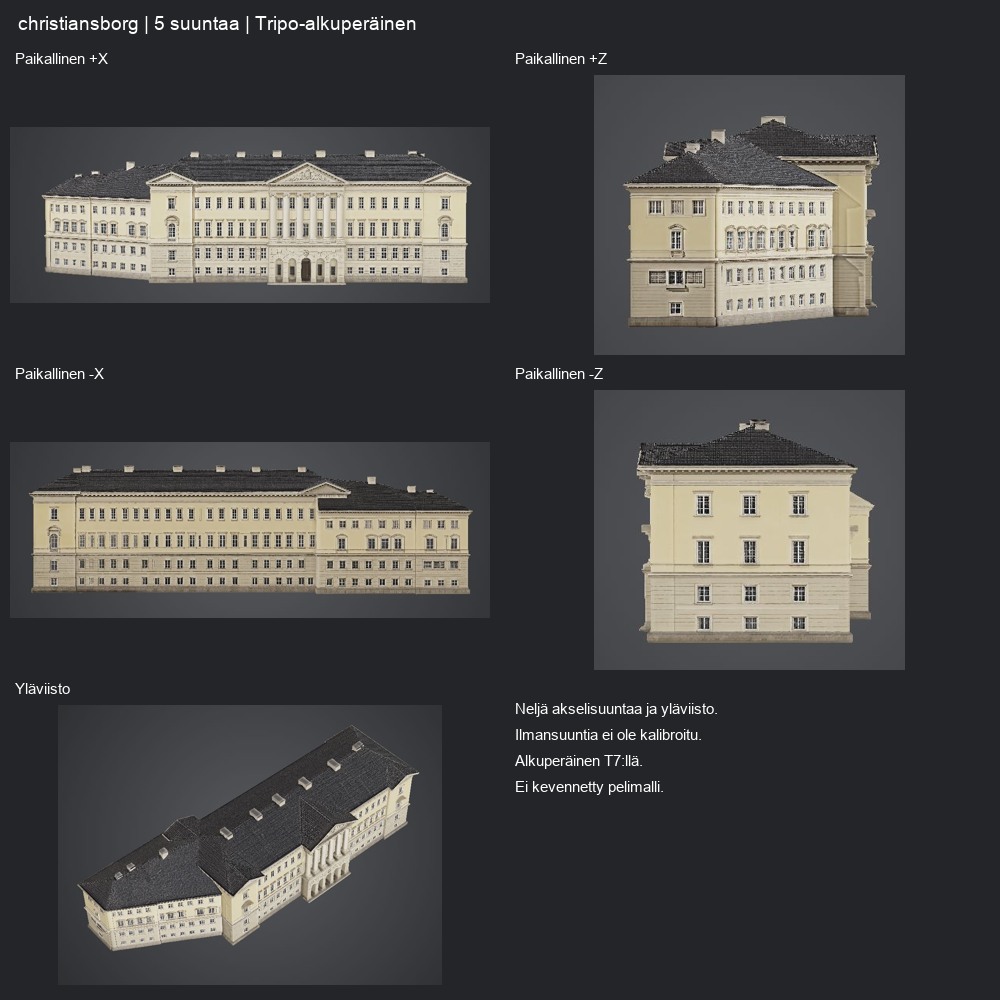 christiansborg | 5 suuntaa | Tripo-alkuperäinen
Paikallinen +X
Paikallinen +Z
Paikallinen -X
Paikallinen -Z
Yläviisto
Neljä akselisuuntaa ja yläviisto.
Ilmansuuntia ei ole kalibroitu.
Alkuperäinen T7:llä.
Ei kevennetty pelimalli.